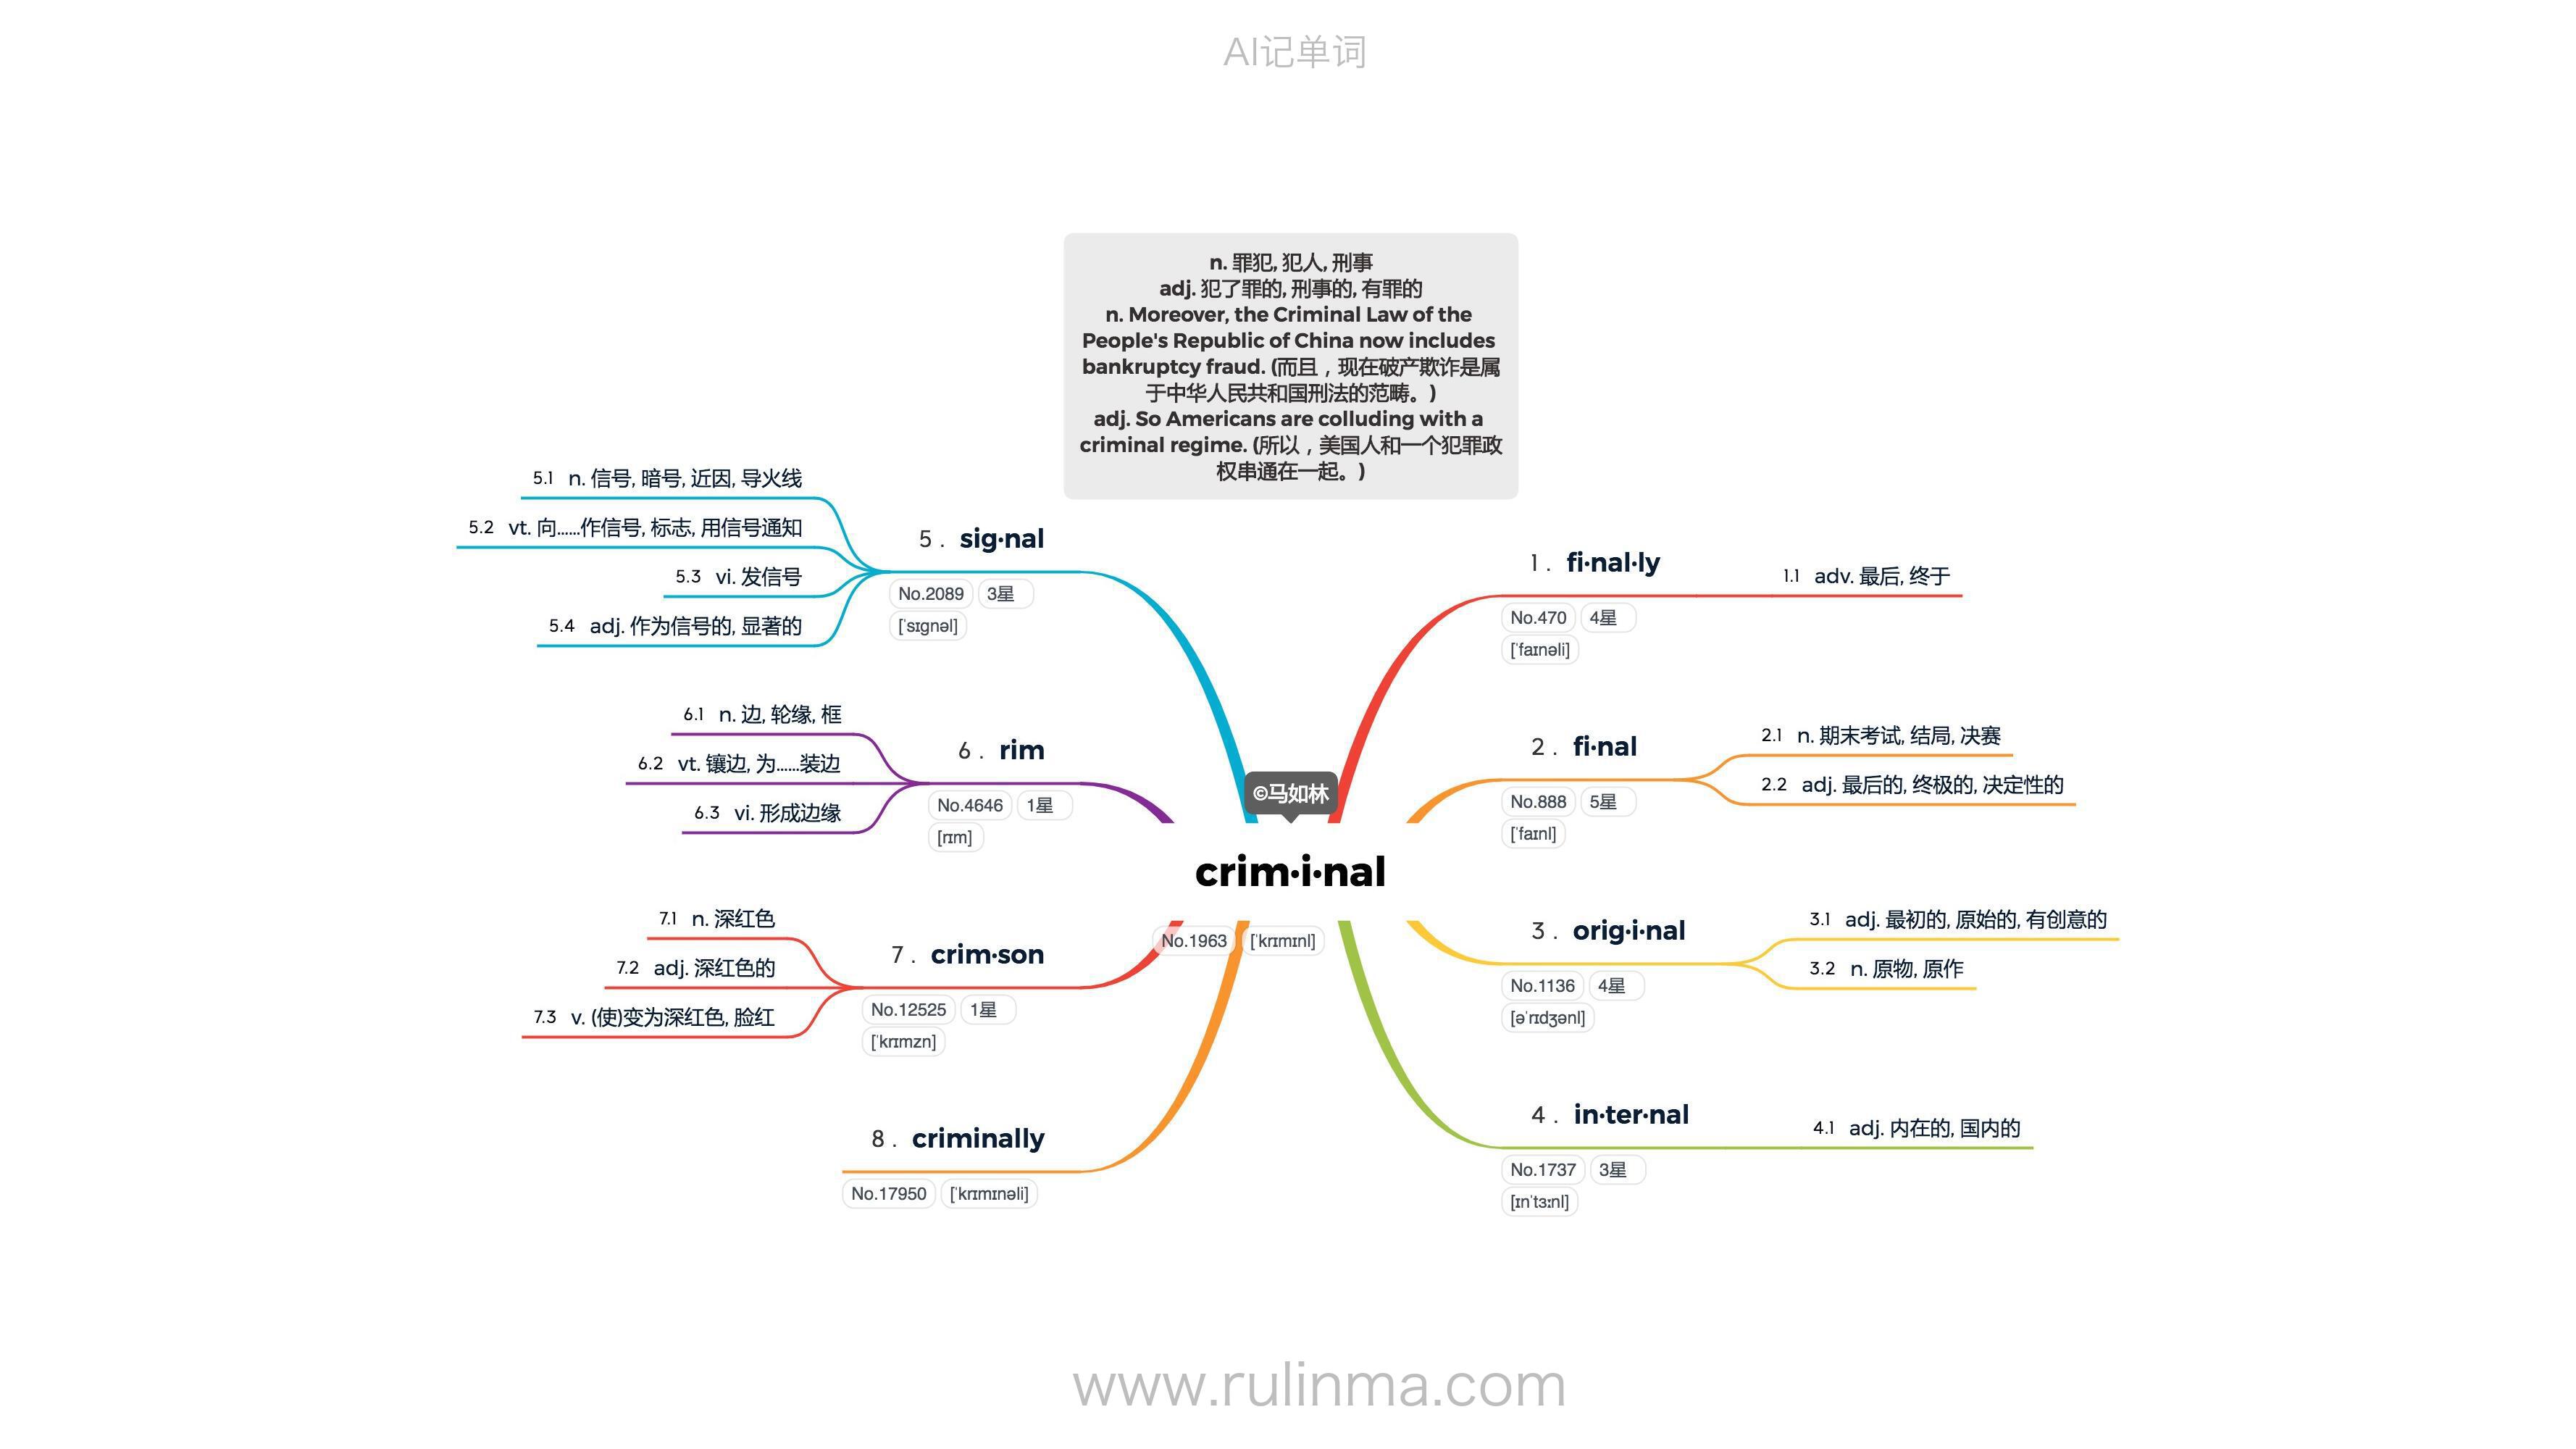 AI记单词
n. 罪犯, 犯人, 刑事
adj. 犯了罪的, 刑事的, 有罪的
n. Moreover, the Criminal Law of the
People's Republic of China now includes
bankruptcy fraud. (而且，现在破产欺诈是属
于中华人民共和国刑法的范畴。)
adj. So Americans are colluding with a
criminal regime. (所以，美国人和一个犯罪政
权串通在一起。)
©马如林
crim·i·nal
No.1963 [ˈkrɪmɪnl]
1 . fi·nal·ly
No.470 4星
[ˈfaɪnəli]
1.1 adv. 最后, 终于
2 . fi·nal
No.888 5星
[ˈfaɪnl]
2.1 n. 期末考试, 结局, 决赛
2.2 adj. 最后的, 终极的, 决定性的
3 . orig·i·nal
No.1136 4星
[əˈrɪdʒənl]
3.1 adj. 最初的, 原始的, 有创意的
3.2 n. 原物, 原作
4 . in·ter·nal
No.1737 3星
[ɪnˈtɜːnl]
4.1 adj. 内在的, 国内的
5 . sig·nal
No.2089 3星
[ˈsɪɡnəl]
5.1 n. 信号, 暗号, 近因, 导火线
5.2 vt. 向……作信号, 标志, 用信号通知
5.3 vi. 发信号
5.4 adj. 作为信号的, 显著的
6 . rim
No.4646 1星
[rɪm]
6.1 n. 边, 轮缘, 框
6.2 vt. 镶边, 为……装边
6.3 vi. 形成边缘
7 . crim·son
No.12525 1星
[ˈkrɪmzn]
7.1 n. 深红色
7.2 adj. 深红色的
7.3 v. (使)变为深红色, 脸红
8 . criminally
No.17950 [ˈkrɪmɪnəli]
www.rulinma.com